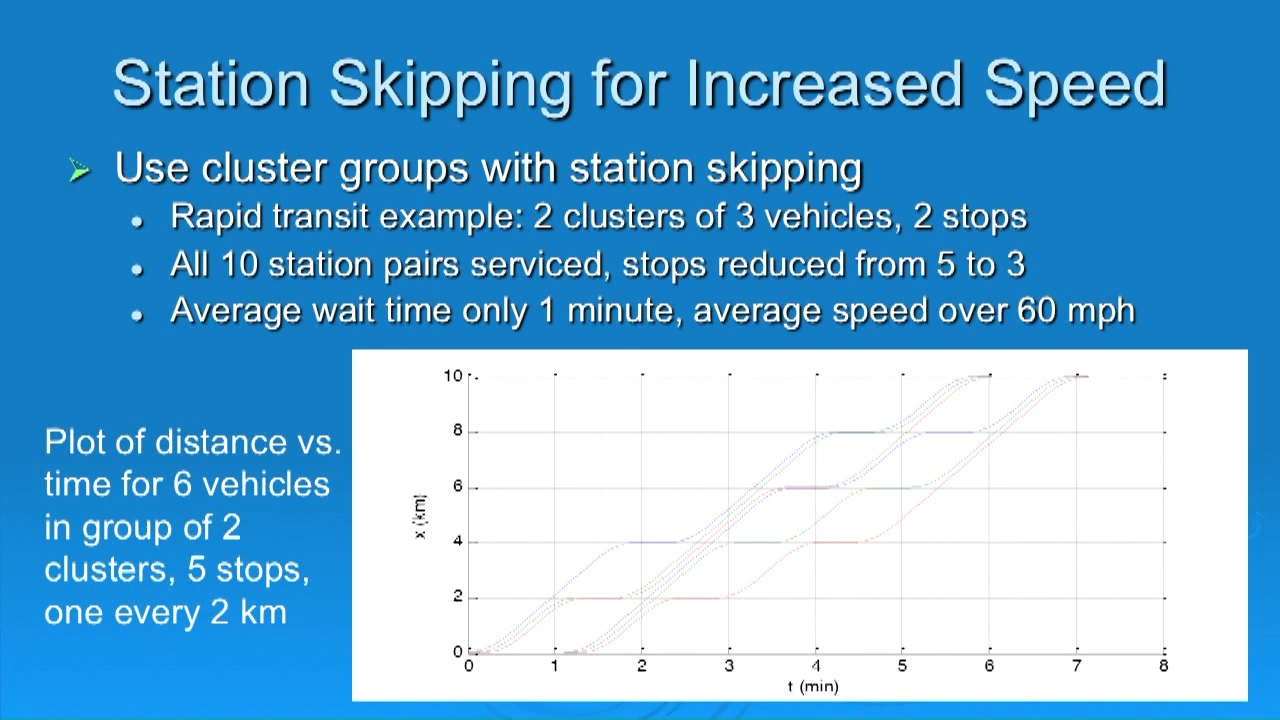 Station Skipping for Increased Speed
Use cluster groups with station skipping
Rapid transit example: 2 clusters of 3 vehicles, 2 stops
All 10 station pairs serviced, stops reduced from 5 to 3
Average wait time only 1 minute, average speed over 60 mph
Plot of distance vs.
time for 6 vehicles
in group of 2
clusters, 5 stops,
one every 2 km
10
8
6
4
2
0
x (km)
0 1 2 3 4 5 6 7 8
t (min)